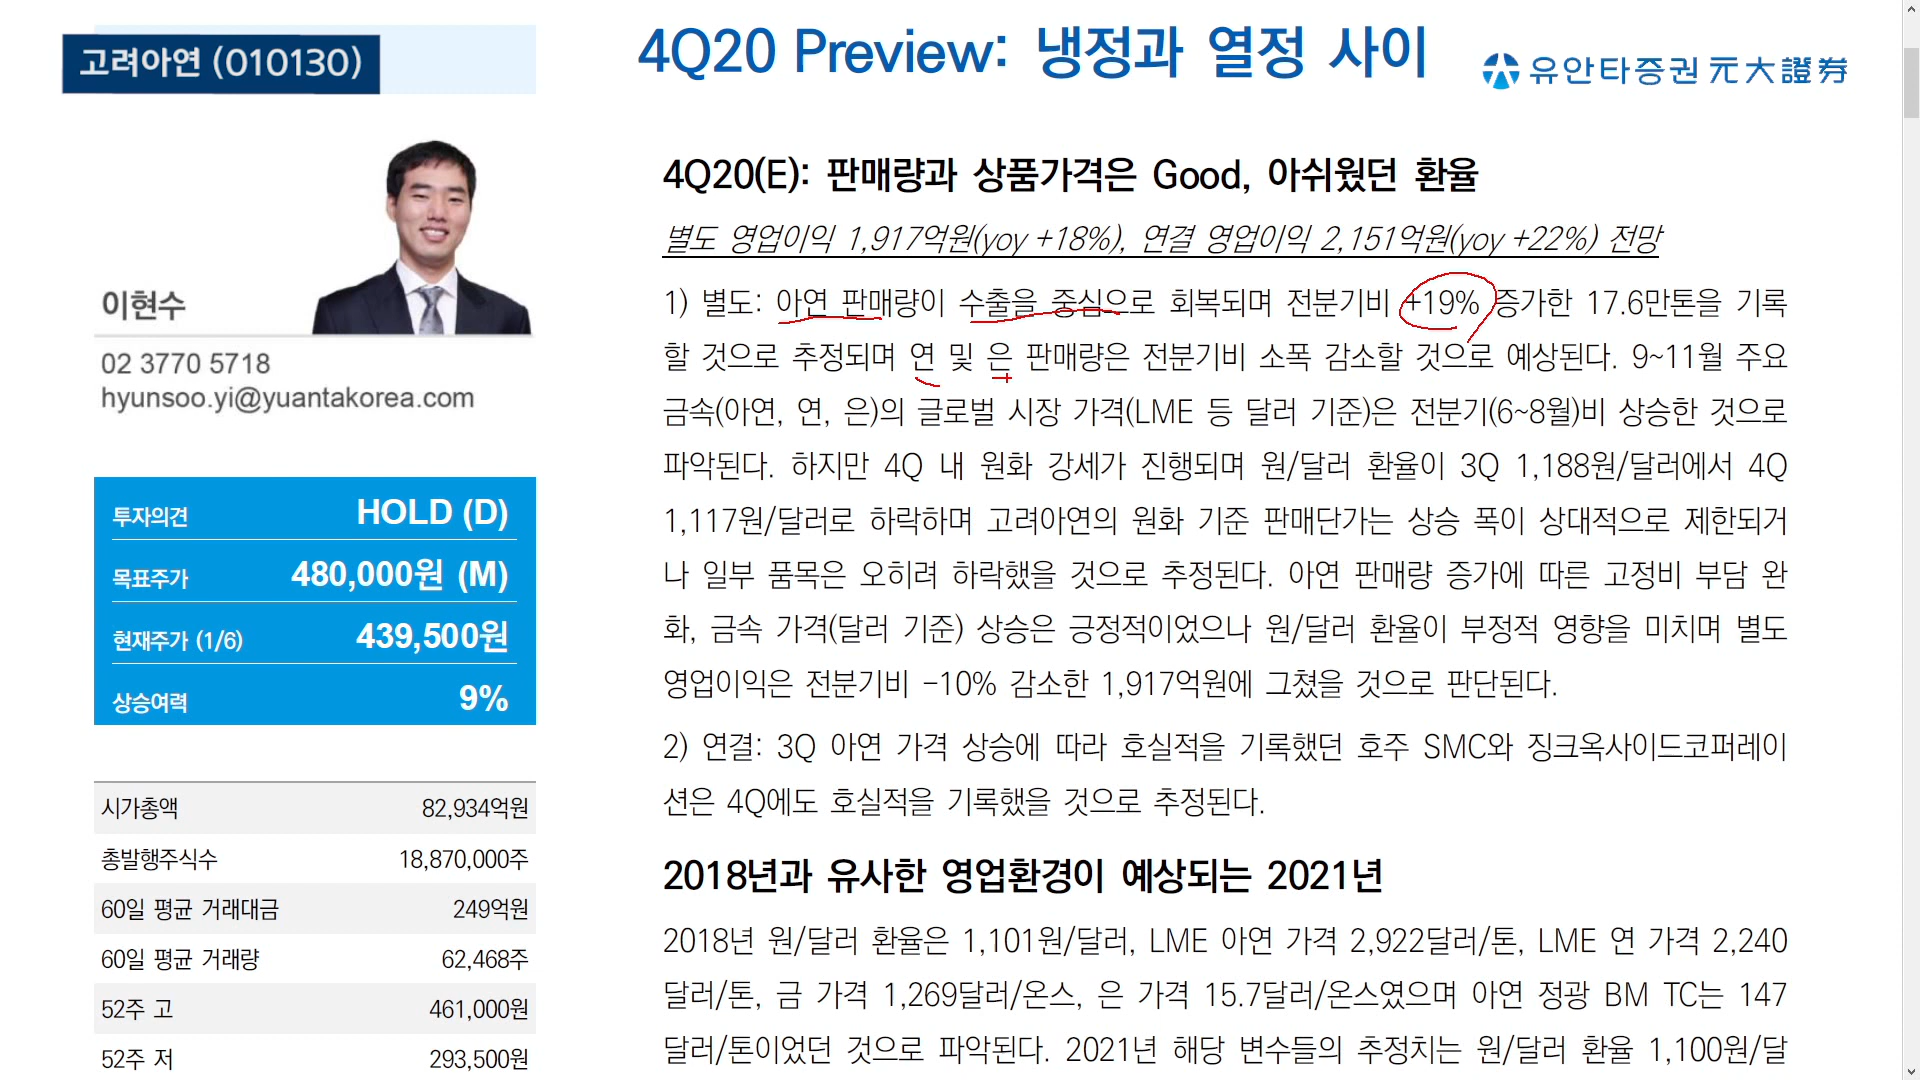 고려아연 (010130)
4Q20 Preview: 냉정과 열정 사이
유안타증권 元大證券
이현수
02 3770 5718
hyunsoo.yi@yuantakorea.com
투자의견 HOLD (D)
목표주가 480,000원 (M)
현재주가 (1/6) 439,500원
상승여력 9%
시가총액 82,934억원
총발행주식수 18,870,000주
60일 평균 거래대금 249억원
60일 평균 거래량 62,468주
52주 고 461,000원
52주 저 293,500원
4Q20(E): 판매량과 상품가격은 Good, 아쉬웠던 환율
별도 영업이익 1,917억원(yoy +18%), 연결 영업이익 2,151억원(yoy +22%) 전망
1) 별도: 아연 판매량이 수출을 중심으로 회복되며 전분기비 +19% 증가한 17.6만톤을 기록
할 것으로 추정되며 연 및 은 판매량은 전분기비 소폭 감소할 것으로 예상된다. 9~11월 주요
금속(아연, 연, 은)의 글로벌 시장 가격(LME 등 달러 기준)은 전분기(6~8월)비 상승한 것으로
파악된다. 하지만 4Q 내 원화 강세가 진행되며 원/달러 환율이 3Q 1,188원/달러에서 4Q
1,117원/달러로 하락하며 고려아연의 원화 기준 판매단가는 상승 폭이 상대적으로 제한되거
나 일부 품목은 오히려 하락했을 것으로 추정된다. 아연 판매량 증가에 따른 고정비 부담 완
화, 금속 가격(달러 기준) 상승은 긍정적이었으나 원/달러 환율이 부정적 영향을 미치며 별도
영업이익은 전분기비 -10% 감소한 1,917억원에 그쳤을 것으로 판단된다.
2) 연결: 3Q 아연 가격 상승에 따라 호실적을 기록했던 호주 SMC와 징크옥사이드코퍼레이
션은 4Q에도 호실적을 기록했을 것으로 추정된다.
2018년과 유사한 영업환경이 예상되는 2021년
2018년 원/달러 환율은 1,101원/달러, LME 아연 가격 2,922달러/톤, LME 연 가격 2,240
달러/톤, 금 가격 1,269달러/온스, 은 가격 15.7달러/온스였으며 아연 정광 BM TC는 147
달러/톤이었던 것으로 파악된다. 2021년 해당 변수들의 추정치는 원/달러 환율 1,100원/달